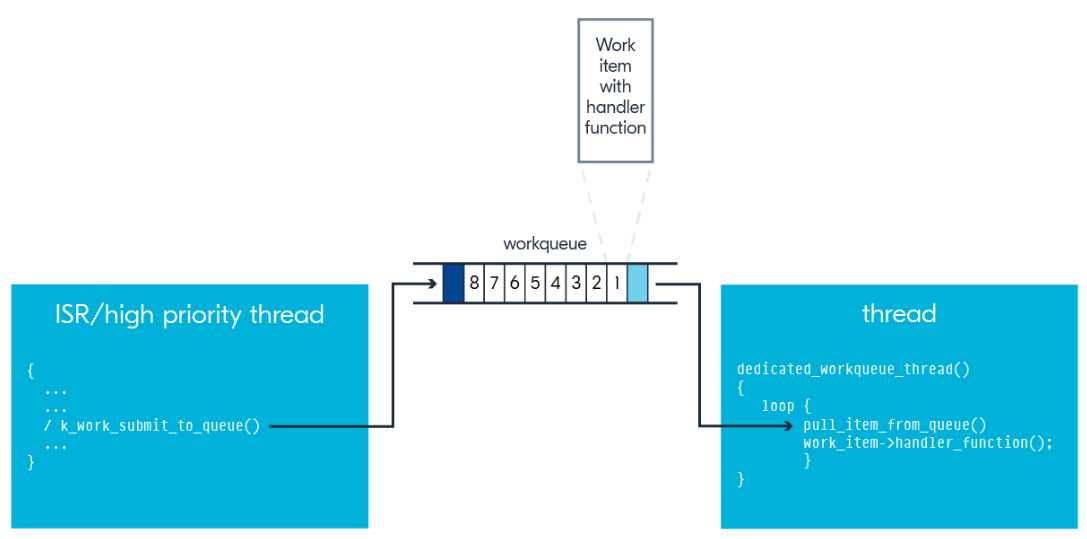 Work
item
with
handler
function
workqueue
8 7 6 5 4 3 2 1
ISR/high priority thread
{
...
...
/ k_work_submit_to_queue()
...
}
thread
dedicated_workqueue_thread()
{
loop {
pull_item_from_queue()
work_item->handler_function();
}
}